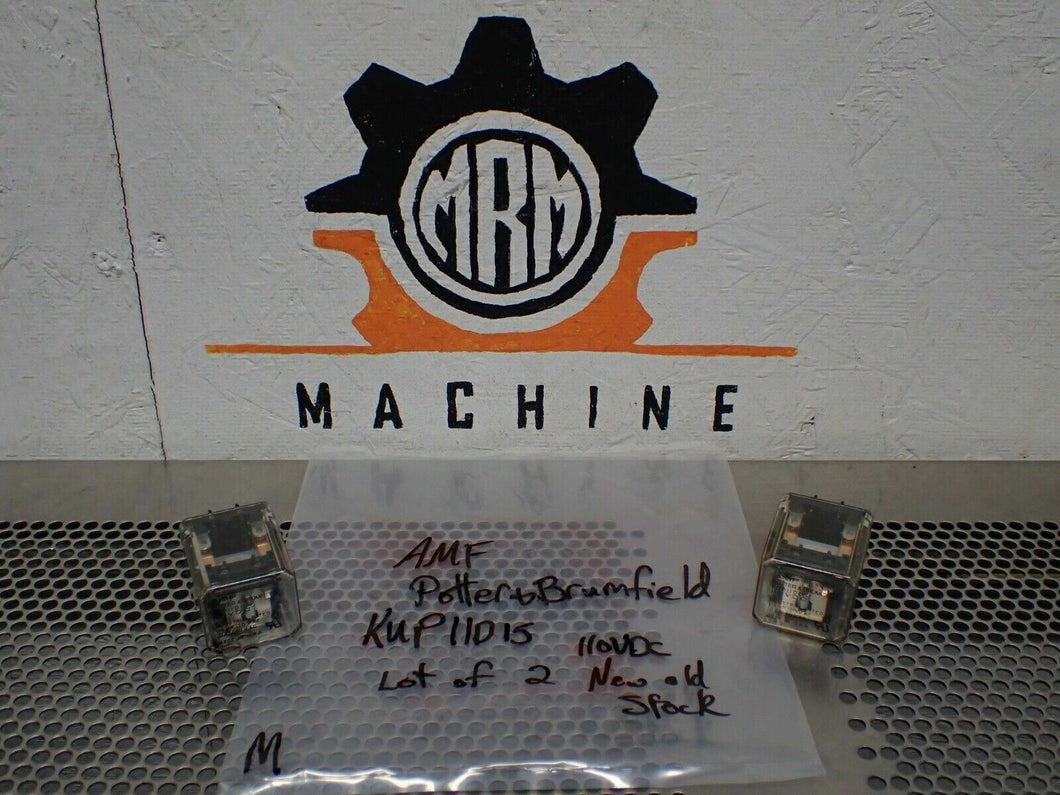 MRM
MACHINE
AMF
Potter & Brumfield
KUP11D15
110VDC
Lot of 2 New old
Stock
M